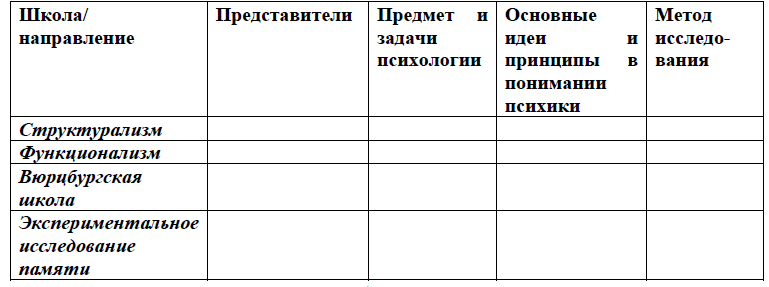 Школа/ направление
Представители
Предмет и задачи психологии
Основные идеи и принципы в понимании психики
Метод исследо-вания
Структурализм
Функционализм
Вюрцбургская школа
Экспериментальное исследование памяти